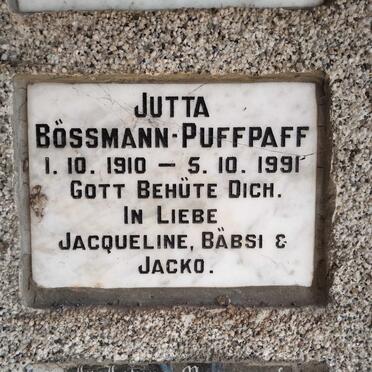 JUTTA
BÖSSMANN-PUFFPAFF
1. 10. 1910 — 5. 10. 1991
GOTT BEHÜTE DICH.
IN LIEBE
JACQUELINE, BÄBSI &
JACKO.